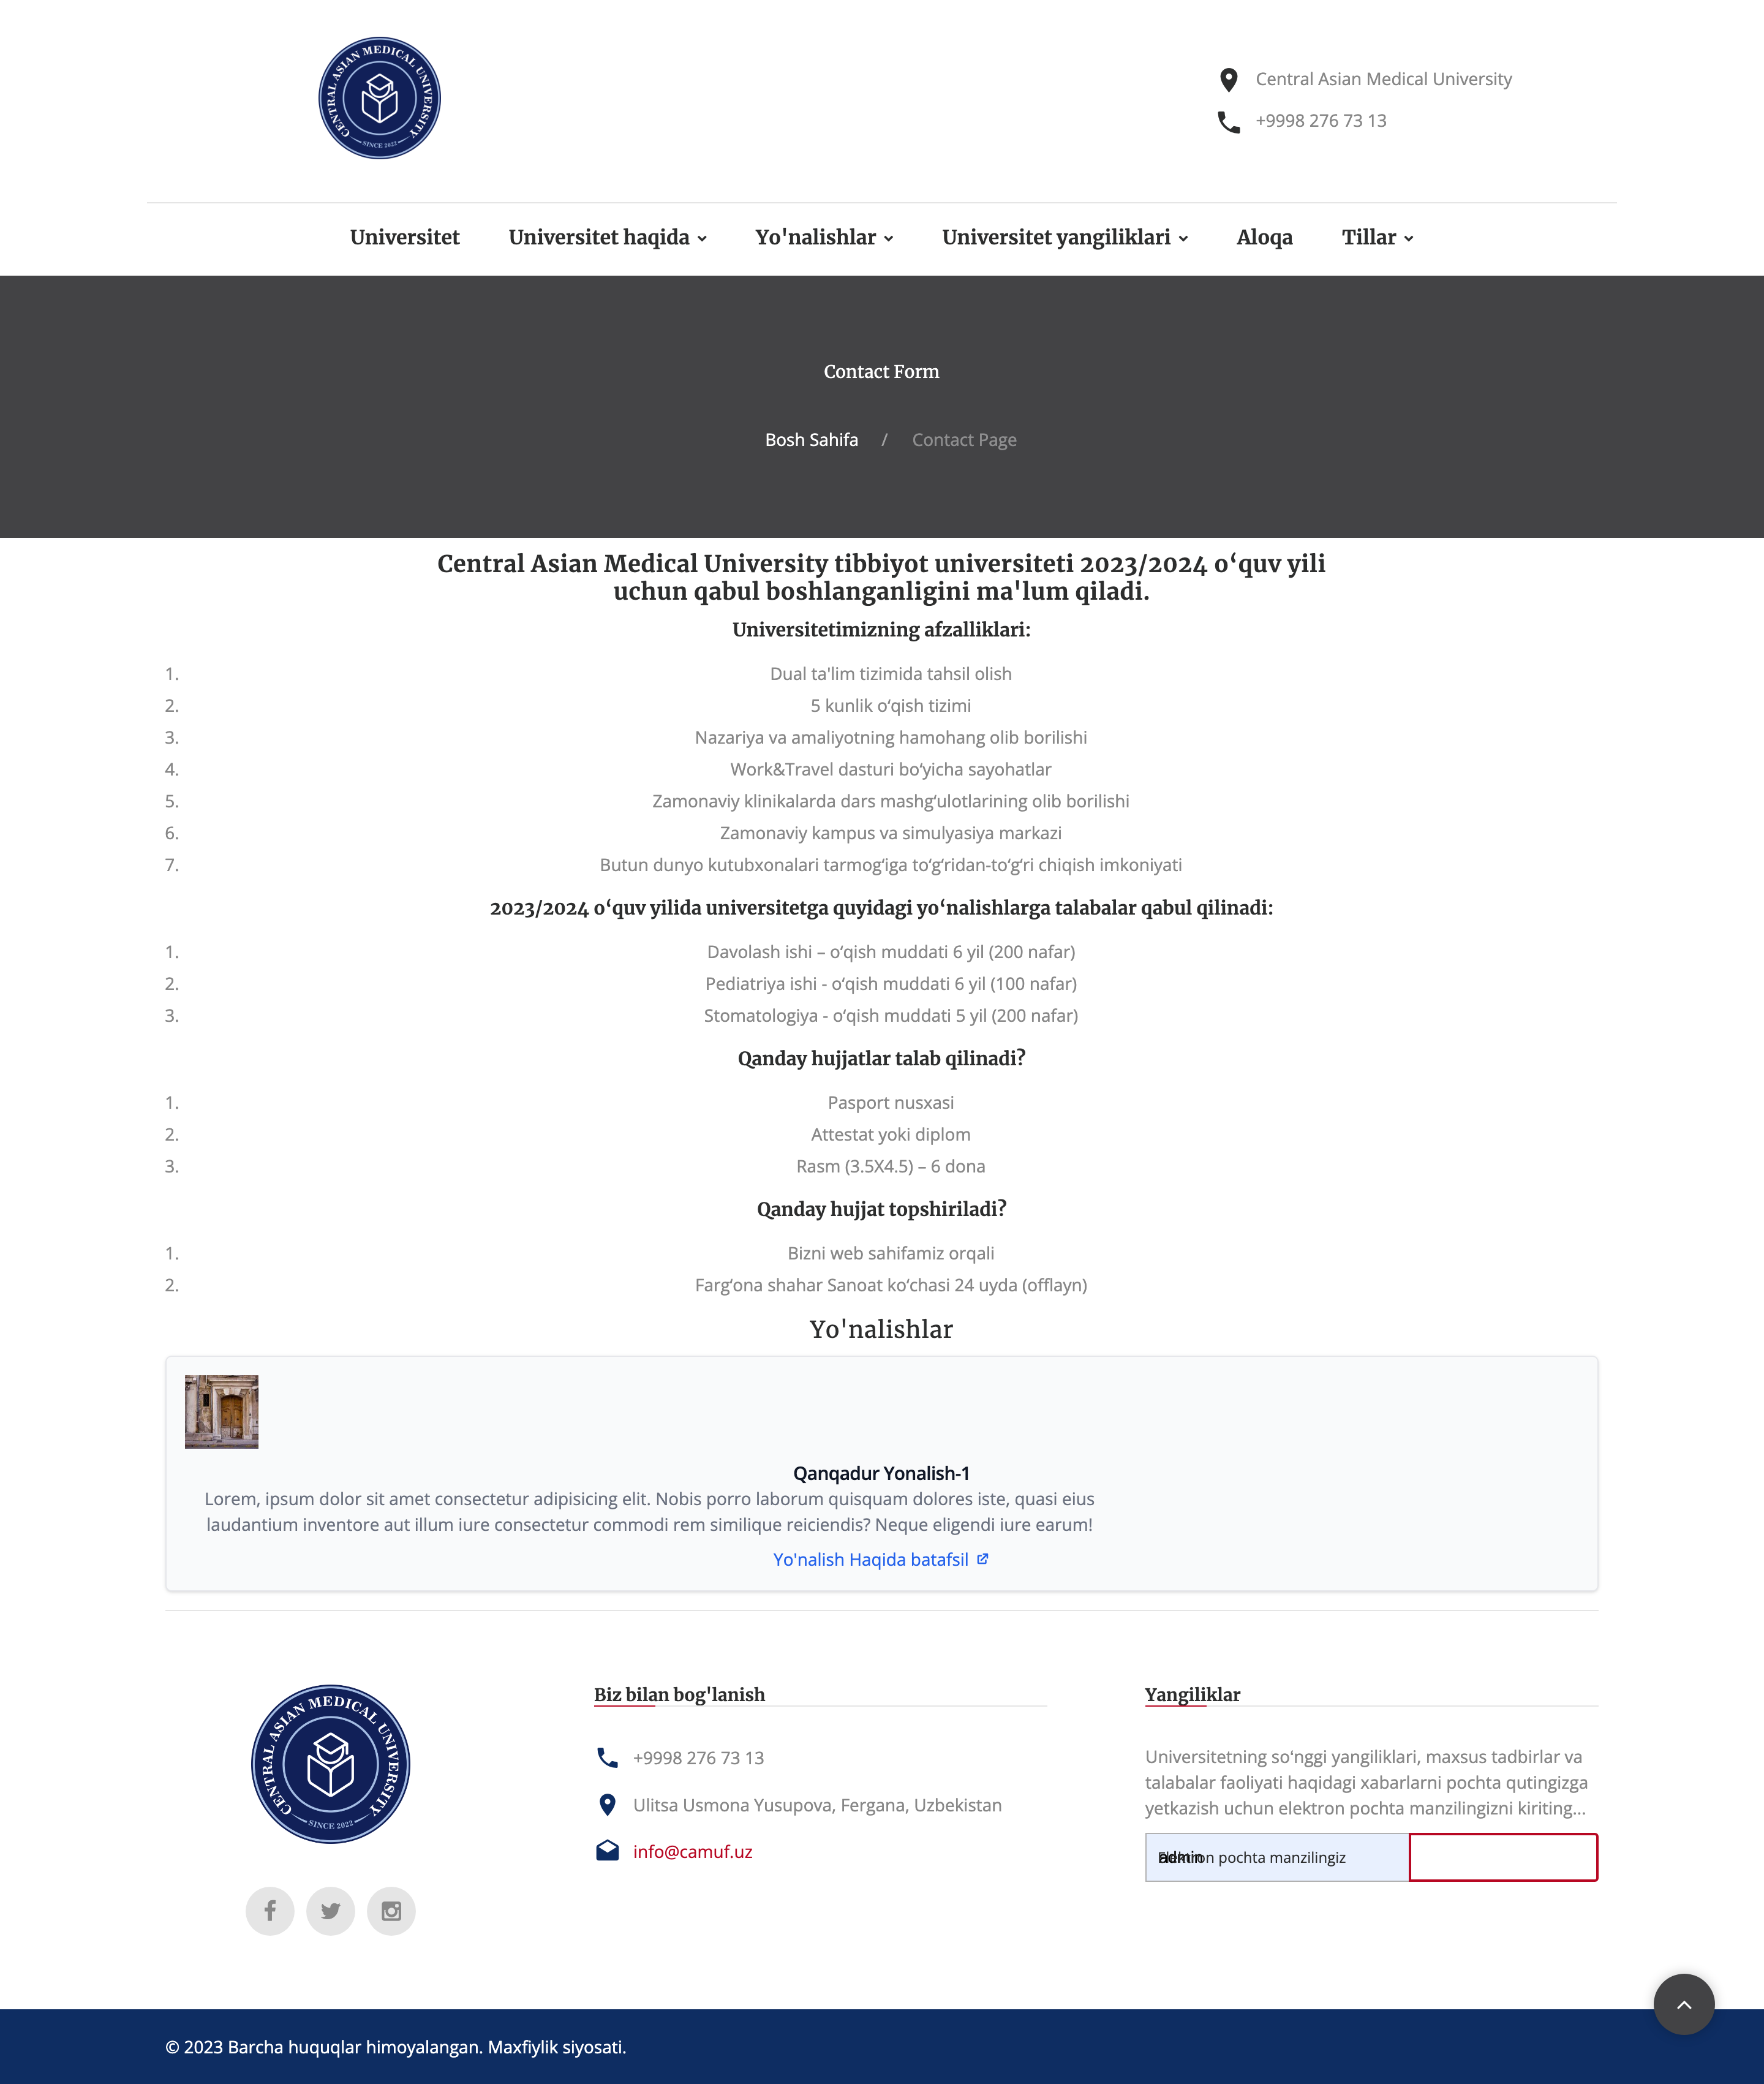 CENTRAL ASIAN MEDICAL UNIVERSITY
SINCE 2022
Central Asian Medical University
+9998 276 73 13
Universitet
Universitet haqida
Yo'nalishlar
Universitet yangiliklari
Aloqa
Tillar
Contact Form
Bosh Sahifa / Contact Page
Central Asian Medical University tibbiyot universiteti 2023/2024 o‘quv yili
uchun qabul boshlanganligini ma'lum qiladi.
Universitetimizning afzalliklari:
1. Dual ta'lim tizimida tahsil olish
2. 5 kunlik o‘qish tizimi
3. Nazariya va amaliyotning hamohang olib borilishi
4. Work&Travel dasturi bo‘yicha sayohatlar
5. Zamonaviy klinikalarda dars mashg‘ulotlarining olib borilishi
6. Zamonaviy kampus va simulyasiya markazi
7. Butun dunyo kutubxonalari tarmog‘iga to‘g‘ridan-to‘g‘ri chiqish imkoniyati
2023/2024 o‘quv yilida universitetga quyidagi yo‘nalishlarga talabalar qabul qilinadi:
1. Davolash ishi – o‘qish muddati 6 yil (200 nafar)
2. Pediatriya ishi - o‘qish muddati 6 yil (100 nafar)
3. Stomatologiya - o‘qish muddati 5 yil (200 nafar)
Qanday hujjatlar talab qilinadi?
1. Pasport nusxasi
2. Attestat yoki diplom
3. Rasm (3.5X4.5) – 6 dona
Qanday hujjat topshiriladi?
1. Bizni web sahifamiz orqali
2. Farg‘ona shahar Sanoat ko‘chasi 24 uyda (offlayn)
Yo'nalishlar
Qanqadur Yonalish-1
Lorem, ipsum dolor sit amet consectetur adipisicing elit. Nobis porro laborum quisquam dolores iste, quasi eius
laudantium inventore aut illum iure consectetur commodi rem similique reiciendis? Neque eligendi iure earum!
Yo'nalish Haqida batafsil
CENTRAL ASIAN MEDICAL UNIVERSITY
SINCE 2022
Biz bilan bog'lanish
+9998 276 73 13
Ulitsa Usmona Yusupova, Fergana, Uzbekistan
info@camuf.uz
Yangiliklar
Universitetning so‘nggi yangiliklari, maxsus tadbirlar va
talabalar faoliyati haqidagi xabarlarni pochta qutingizga
yetkazish uchun elektron pochta manzilingizni kiriting...
admin
pochta manzilingiz
© 2023 Barcha huquqlar himoyalangan. Maxfiylik siyosati.